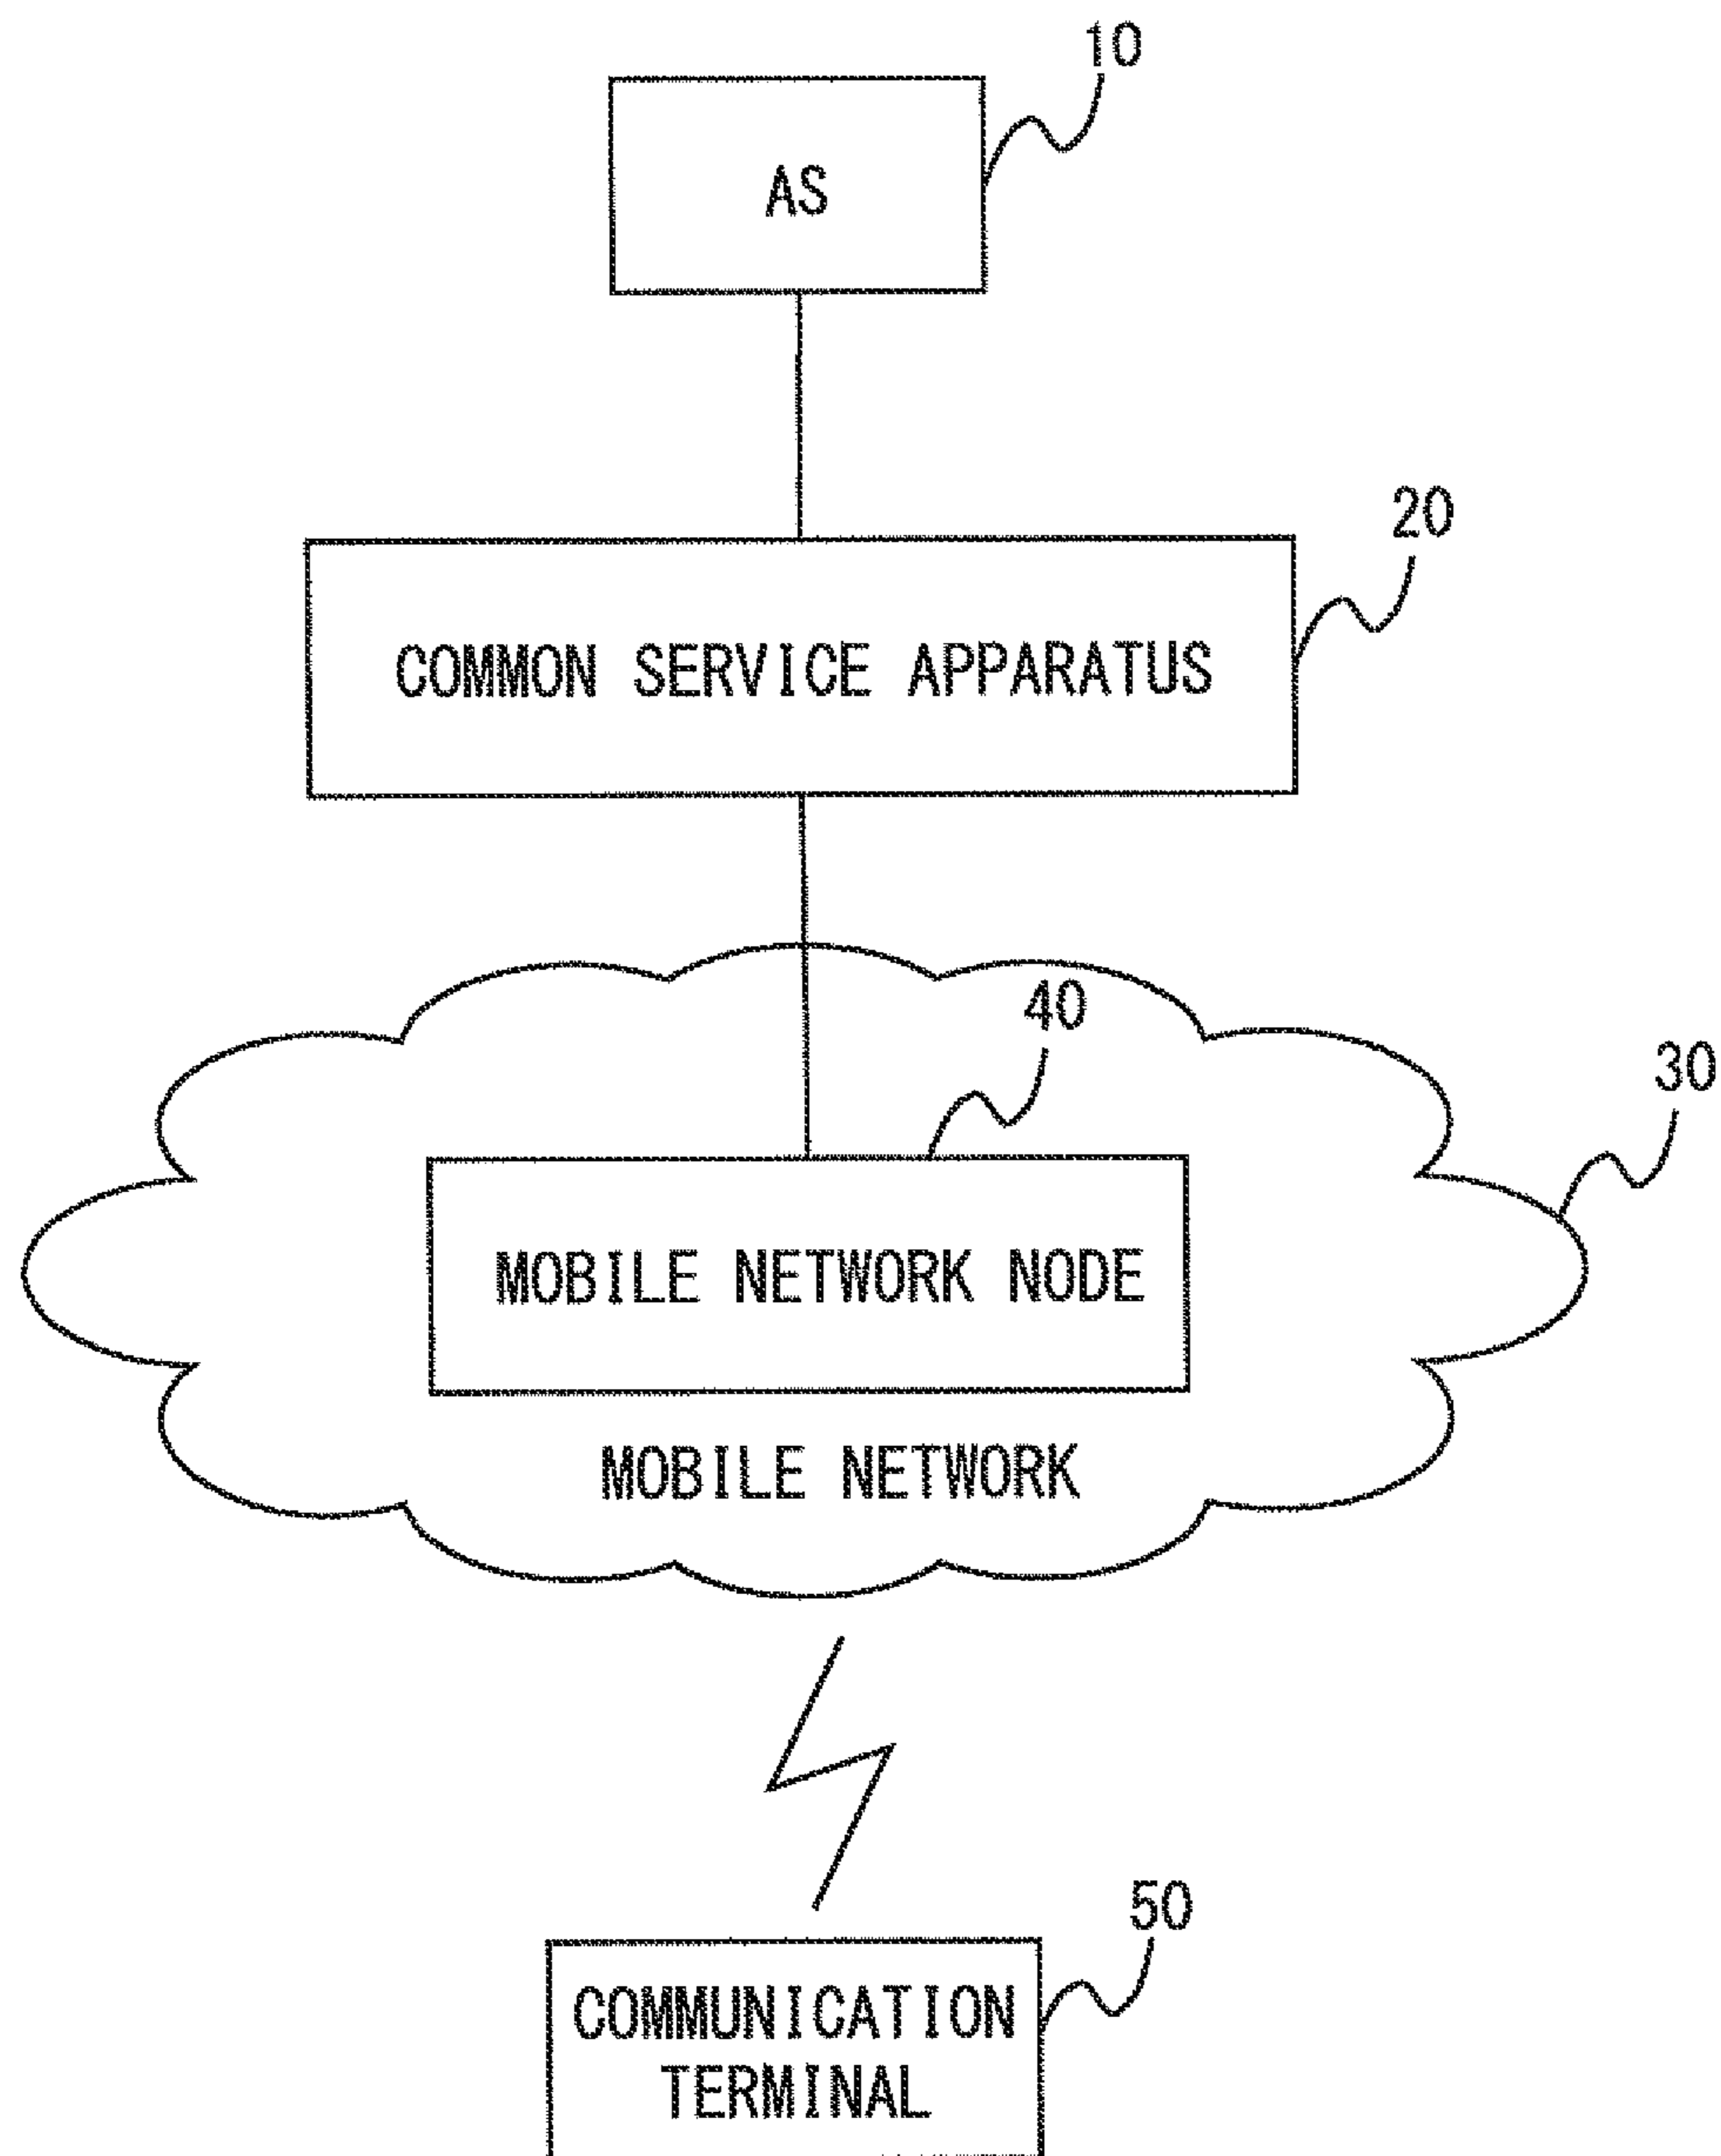 10
AS
20
COMMON SERVICE APPARATUS
40
30
MOBILE NETWORK NODE
MOBILE NETWORK
50
COMMUNICATION
TERMINAL